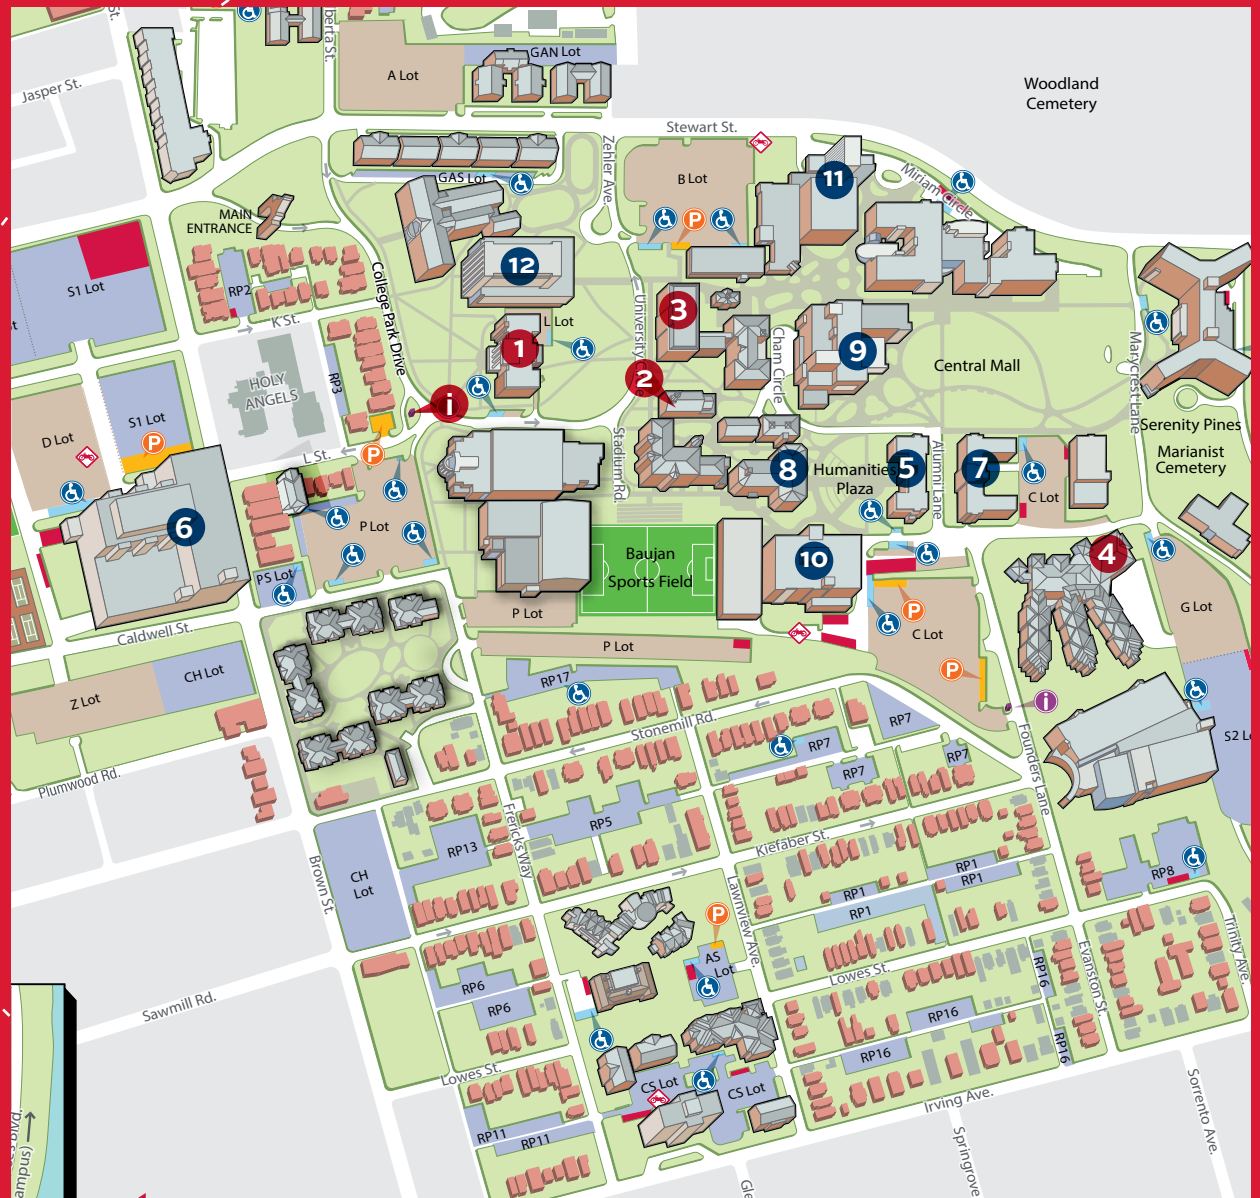 GAN Lot
A Lot
Woodland
Cemetery
Jasper St.
Stewart St.
Zehler Ave.
B Lot
11
Miriam Circle
GAS Lot
MAIN
ENTRANCE
12
S1 Lot
RP2
College Park Drive
K St.
University
3
L Lot
1
Cham Circle
9
Central Mall
Marycrest Lane
HOLY
ANGELS
RP3
2
i
S1 Lot
P
D Lot
P
L St.
Stadium Rd.
8
Humanities
Plaza
5
Alumni Lane
7
C Lot
Serenity Pines
Marianist
Cemetery
6
P Lot
PS Lot
Baujan
Sports Field
10
4
P Lot
P
C Lot
G Lot
Caldwell St.
P Lot
CH Lot
Z Lot
RP17
P
i
Stonemill Rd.
RP7
RP7
RP7
RP7
S2 Lo
Founders Lane
Plumwood Rd.
RP5
Frericks Way
RP13
Kiefaber St.
Brown St.
CH
Lot
RP1
RP1
RP1
RP1
RP8
Lawnview Ave.
P
AS
Lot
Trinity Ave.
Evanston St.
RP16
Lowes St.
RP6
RP6
Sawmill Rd.
RP16
RP16
RP16
Lowes St.
CS Lot
CS Lot
Irving Ave.
RP11
RP11
Springrove
Sorrento Ave.
Gle
P
ampus)